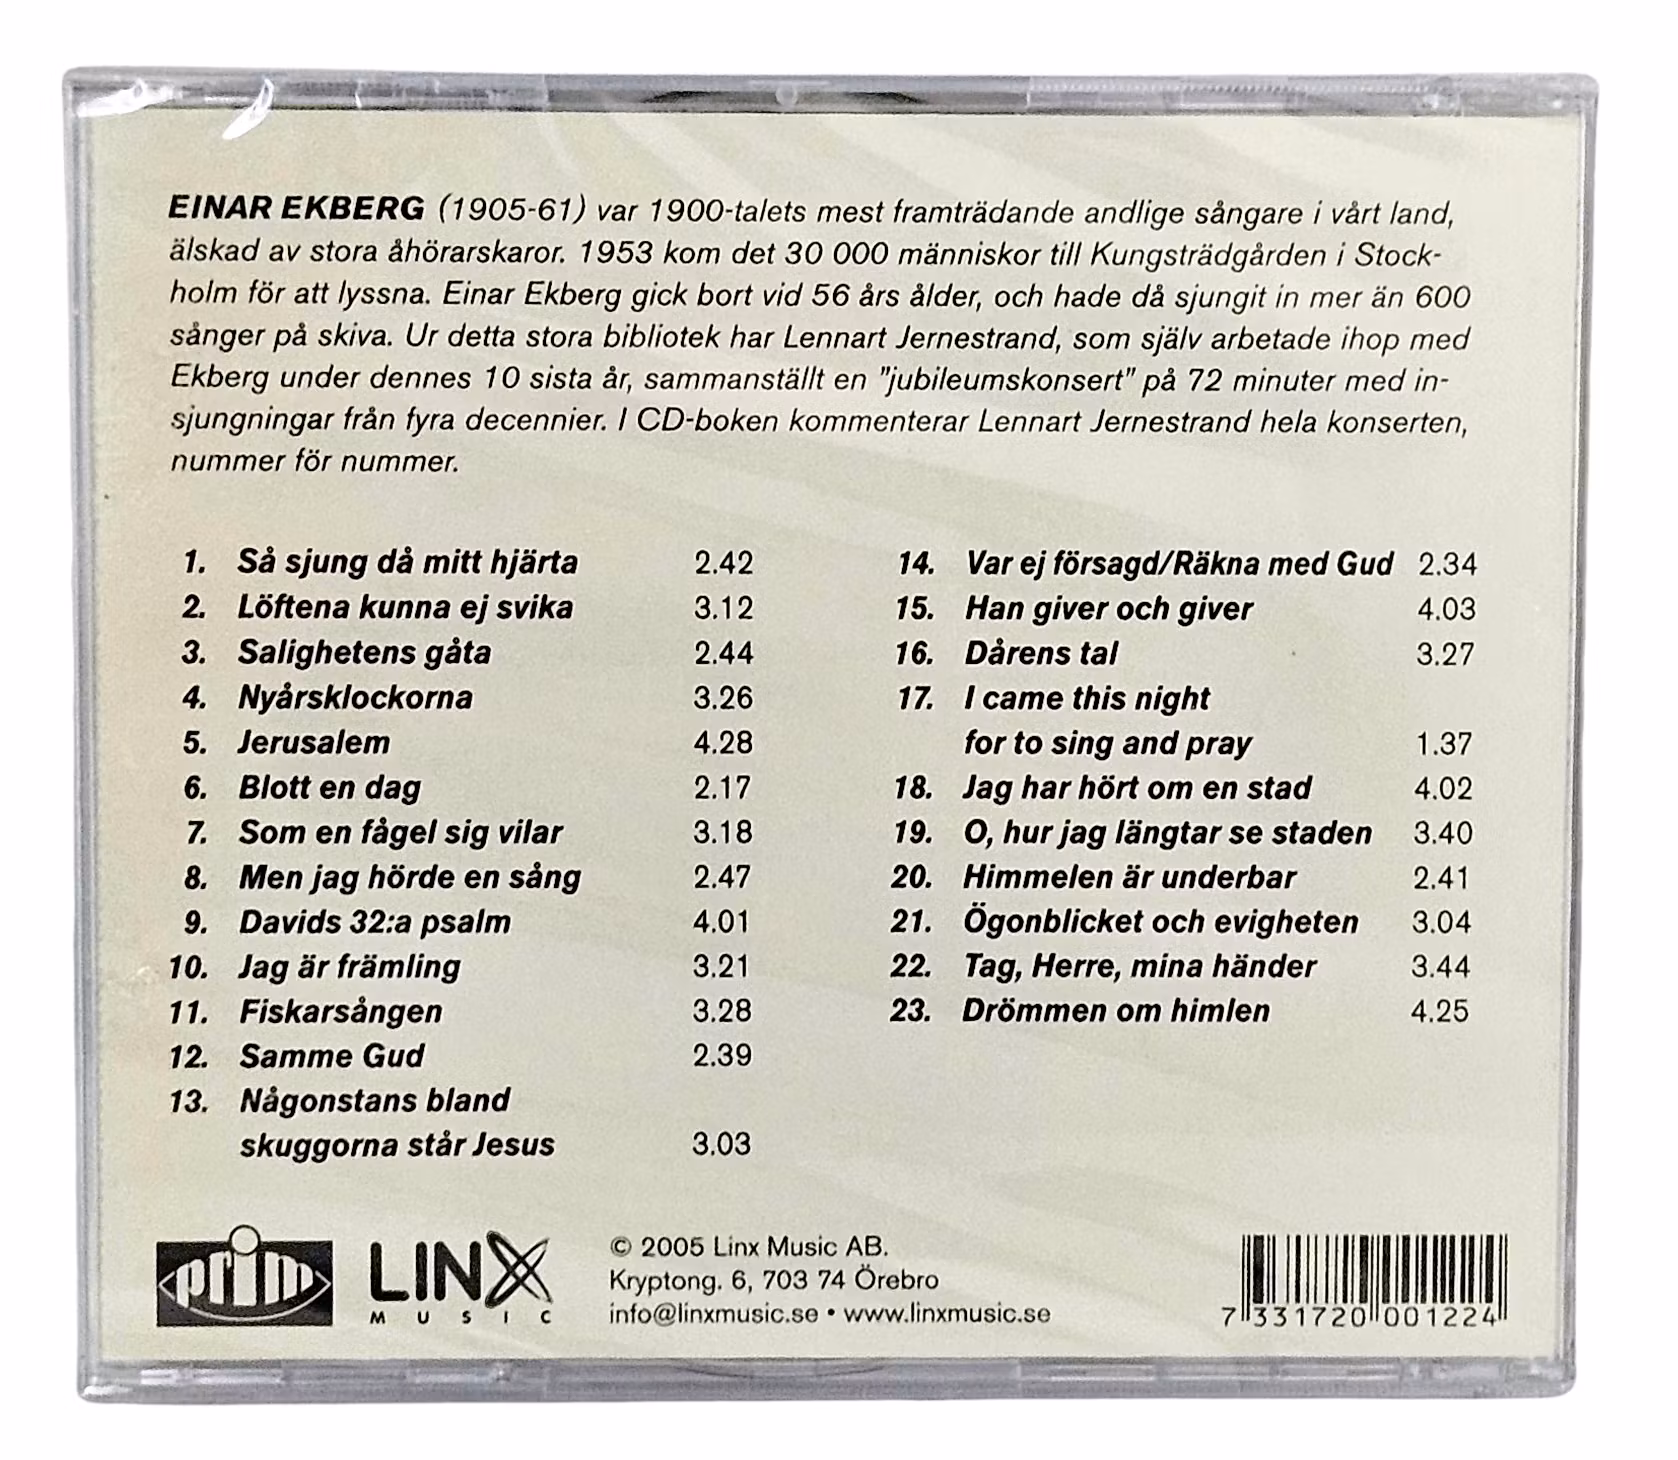 EINAR EKBERG (1905-61) var 1900-talets mest framträdande andlige sångare i vårt land,
älskad av stora åhörarskaror. 1953 kom det 30 000 människor till Kungsträdgården i Stock-
holm för att lyssna. Einar Ekberg gick bort vid 56 års ålder, och hade då sjungit in mer än 600
sånger på skiva. Ur detta stora bibliotek har Lennart Jernestrand, som själv arbetade ihop med
Ekberg under dennes 10 sista år, sammanställt en "jubileumskonsert" på 72 minuter med in-
sjungningar från fyra decennier. I CD-boken kommenterar Lennart Jernestrand hela konserten,
nummer för nummer.
1. Så sjung då mitt hjärta 2.42
2. Löftena kunna ej svika 3.12
3. Salighetens gåta 2.44
4. Nyårsklockorna 3.26
5. Jerusalem 4.28
6. Blott en dag 2.17
7. Som en fågel sig vilar 3.18
8. Men jag hörde en sång 2.47
9. Davids 32:a psalm 4.01
10. Jag är främling 3.21
11. Fiskarsången 3.28
12. Samme Gud 2.39
13. Någonstans bland
skuggorna står Jesus 3.03
14. Var ej försagd/Räkna med Gud 2.34
15. Han giver och giver 4.03
16. Dårens tal 3.27
17. I came this night
for to sing and pray 1.37
18. Jag har hört om en stad 4.02
19. O, hur jag längtar se staden 3.40
20. Himmelen är underbar 2.41
21. Ögonblicket och evigheten 3.04
22. Tag, Herre, mina händer 3.44
23. Drömmen om himlen 4.25
prim
LINX
MUSIC
© 2005 Linx Music AB.
Kryptong. 6, 703 74 Örebro
info@linxmusic.se • www.linxmusic.se
7 331720 001224